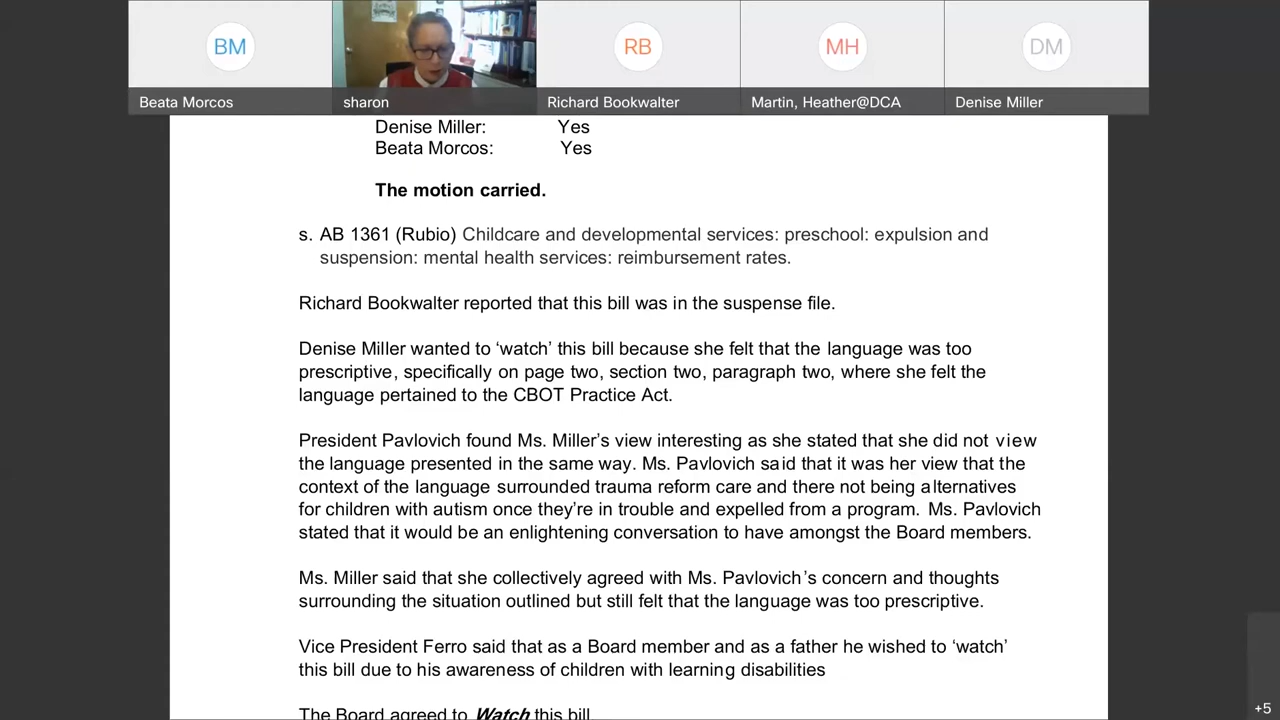 BM
RB
MH
DM
Beata Morcos
sharon
Richard Bookwalter
Martin, Heather@DCA
Denise Miller
Denise Miller: Yes
Beata Morcos: Yes
The motion carried.
s. AB 1361 (Rubio) Childcare and developmental services: preschool: expulsion and
suspension: mental health services: reimbursement rates.
Richard Bookwalter reported that this bill was in the suspense file.
Denise Miller wanted to ‘watch’ this bill because she felt that the language was too
prescriptive, specifically on page two, section two, paragraph two, where she felt the
language pertained to the CBOT Practice Act.
President Pavlovich found Ms. Miller’s view interesting as she stated that she did not view
the language presented in the same way. Ms. Pavlovich said that it was her view that the
context of the language surrounded trauma reform care and there not being alternatives
for children with autism once they’re in trouble and expelled from a program. Ms. Pavlovich
stated that it would be an enlightening conversation to have amongst the Board members.
Ms. Miller said that she collectively agreed with Ms. Pavlovich’s concern and thoughts
surrounding the situation outlined but still felt that the language was too prescriptive.
Vice President Ferro said that as a Board member and as a father he wished to ‘watch’
this bill due to his awareness of children with learning disabilities
The Board agreed to Watch this bill
+5